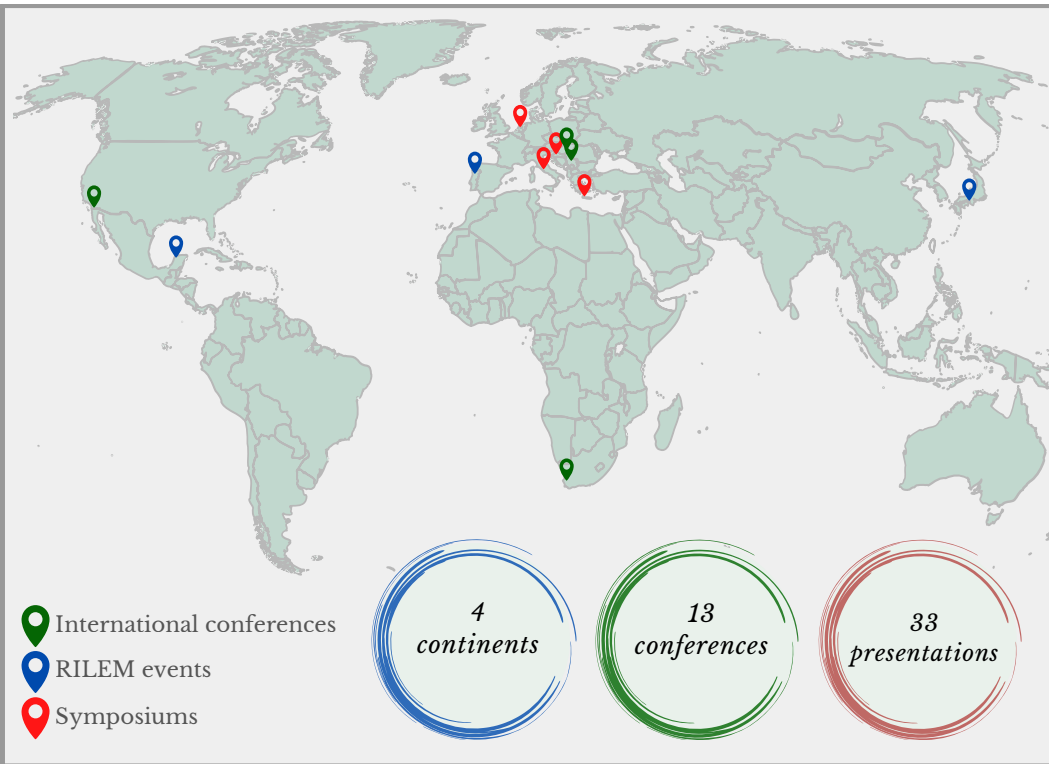 International conferences
RILEM events
Symposiums
4
continents
13
conferences
33
presentations